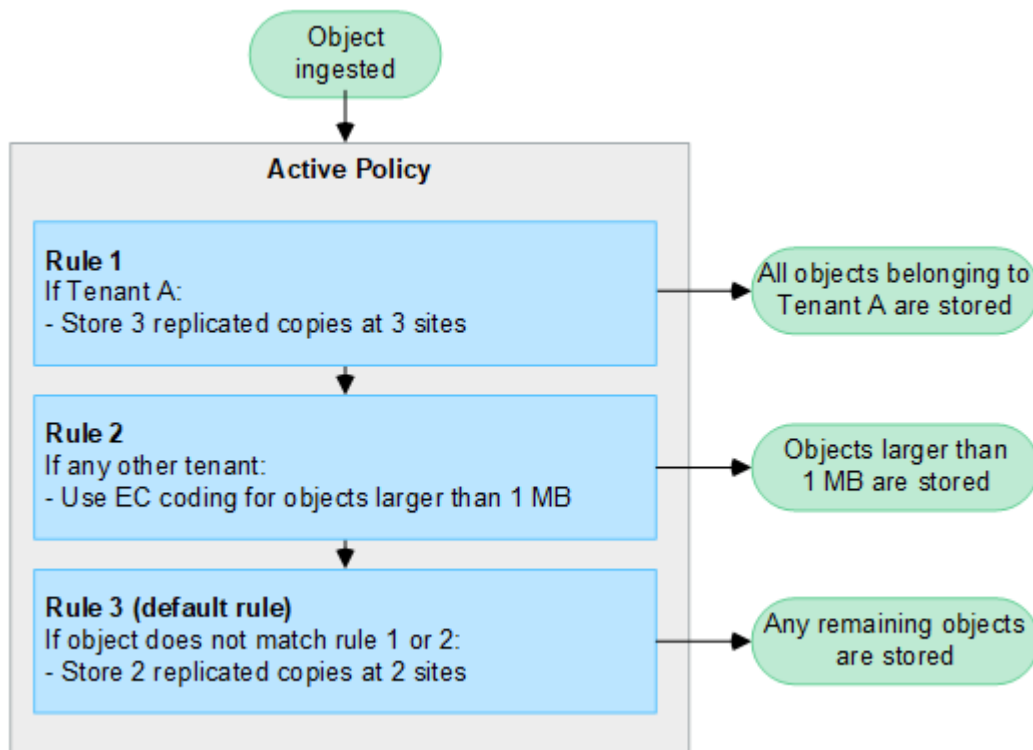 Object
ingested
Active Policy
Rule 1
If Tenant A:
- Store 3 replicated copies at 3 sites
All objects belonging to
Tenant A are stored
Rule 2
If any other tenant:
- Use EC coding for objects larger than 1 MB
Objects larger than
1 MB are stored
Rule 3 (default rule)
If object does not match rule 1 or 2:
- Store 2 replicated copies at 2 sites
Any remaining objects
are stored